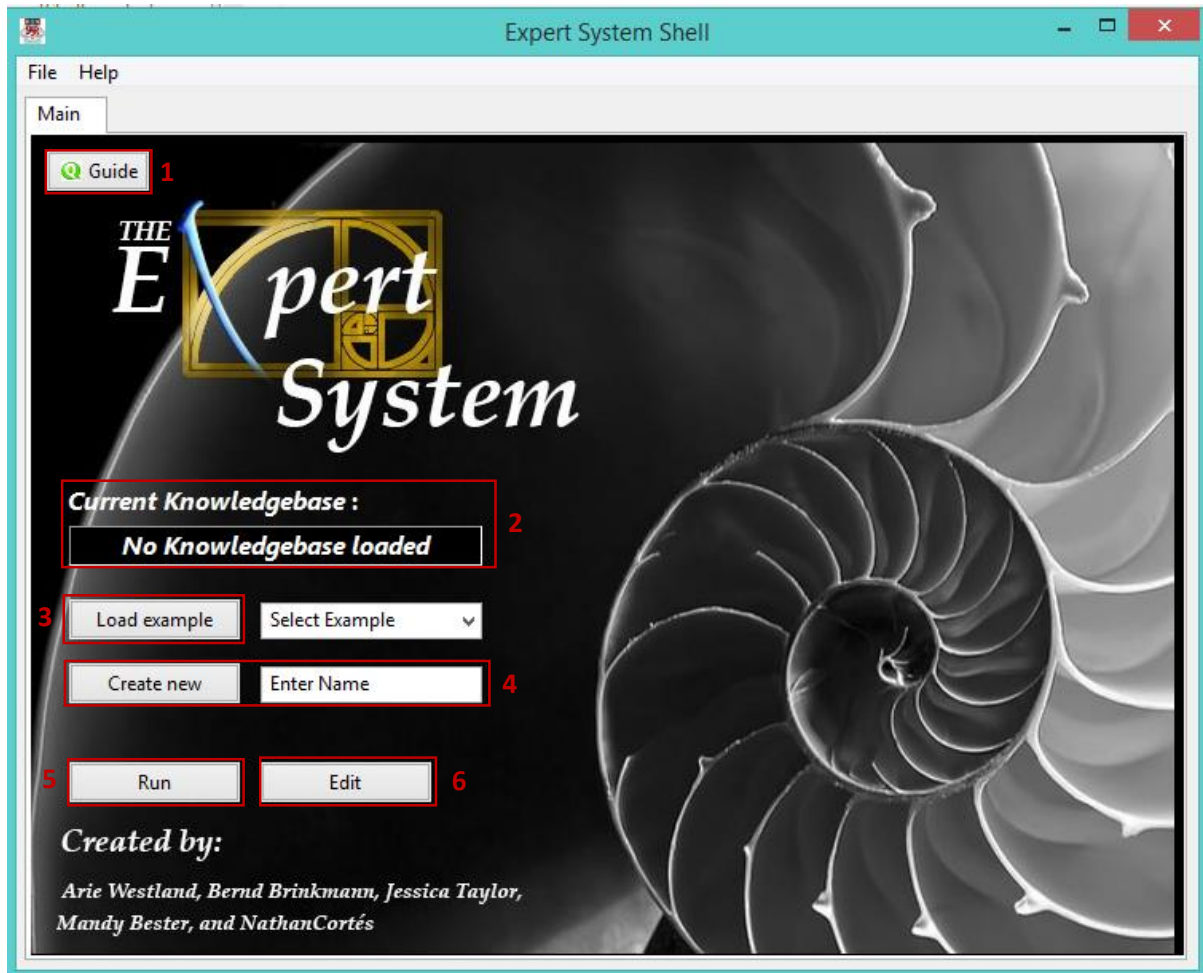 Expert System Shell
File Help
Main
Guide 1
THE
Expert
System
Current Knowledgebase :
No Knowledgebase loaded
2
3 Load example Select Example
Create new Enter Name 4
5 Run Edit 6
Created by:
Arie Westland, Bernd Brinkmann, Jessica Taylor,
Mandy Bester, and NathanCortés